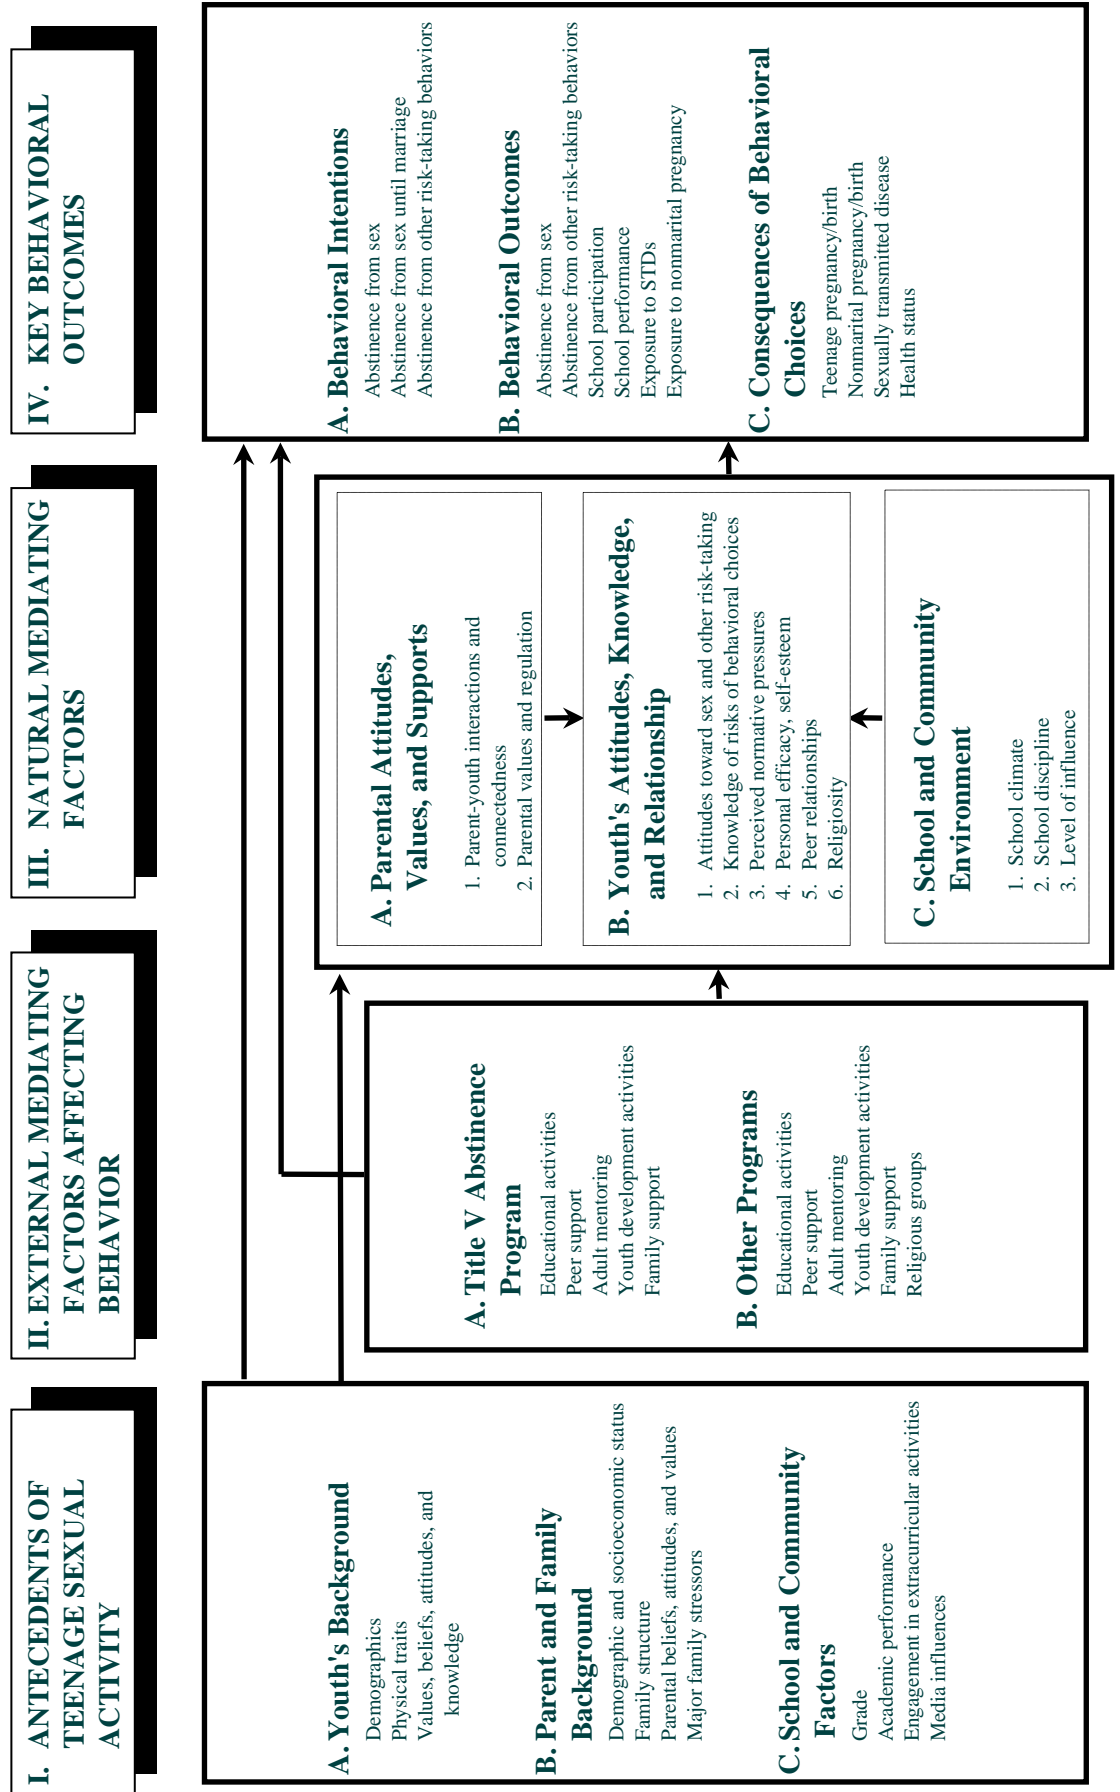 I. ANTECEDENTS OF
TEENAGE SEXUAL
ACTIVITY
II. EXTERNAL MEDIATING
FACTORS AFFECTING
BEHAVIOR
III. NATURAL MEDIATING
FACTORS
IV. KEY BEHAVIORAL
OUTCOMES
A. Youth's Background
Demographics
Physical traits
Values, beliefs, attitudes, and
knowledge
B. Parent and Family
Background
Demographic and socioeconomic status
Family structure
Parental beliefs, attitudes, and values
Major family stressors
C. School and Community
Factors
Grade
Academic performance
Engagement in extracurricular activities
Media influences
A. Title V Abstinence
Program
Educational activities
Peer support
Adult mentoring
Youth development activities
Family support
B. Other Programs
Educational activities
Peer support
Adult mentoring
Youth development activities
Family support
Religious groups
A. Parental Attitudes,
Values, and Supports
1. Parent-youth interactions and
connectedness
2. Parental values and regulation
B. Youth's Attitudes, Knowledge,
and Relationship
1. Attitudes toward sex and other risk-taking
2. Knowledge of risks of behavioral choices
3. Perceived normative pressures
4. Personal efficacy, self-esteem
5. Peer relationships
6. Religiosity
C. School and Community
Environment
1. School climate
2. School discipline
3. Level of influence
A. Behavioral Intentions
Abstinence from sex
Abstinence from sex until marriage
Abstinence from other risk-taking behaviors
B. Behavioral Outcomes
Abstinence from sex
Abstinence from other risk-taking behaviors
School participation
School performance
Exposure to STDs
Exposure to nonmarital pregnancy
C. Consequences of Behavioral
Choices
Teenage pregnancy/birth
Nonmarital pregnancy/birth
Sexually transmitted disease
Health status